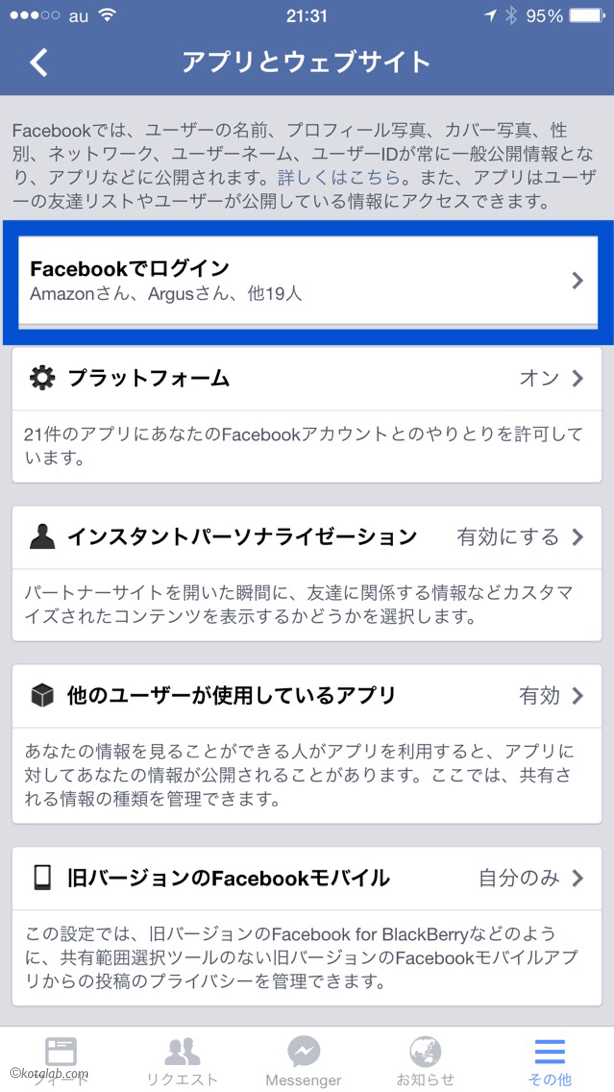 au 21:31 95%
アプリとウェブサイト
Facebookでは、ユーザーの名前、プロフィール写真、カバー写真、性
別、ネットワーク、ユーザーネーム、ユーザーIDが常に一般公開情報とな
り、アプリなどに公開されます。詳しくはこちら。また、アプリはユーザ
ーの友達リストやユーザーが公開している情報にアクセスできます。
Facebookでログイン
Amazonさん、Argusさん、他19人
プラットフォーム オン
21件のアプリにあなたのFacebookアカウントとのやりとりを許可して
います。
インスタントパーソナライゼーション 有効にする
パートナーサイトを開いた瞬間に、友達に関係する情報などカスタマ
イズされたコンテンツを表示するかどうかを選択します。
他のユーザーが使用しているアプリ 有効
あなたの情報を見ることができる人がアプリを利用すると、アプリに
対してあなたの情報が公開されることがあります。ここでは、共有さ
れる情報の種類を管理できます。
旧バージョンのFacebookモバイル 自分のみ
この設定では、旧バージョンのFacebook for BlackBerryなどのよう
に、共有範囲選択ツールのない旧バージョンのFacebookモバイルアプ
リからの投稿のプライバシーを管理できます。
フィード リクエスト Messenger お知らせ その他
©kotalab.com